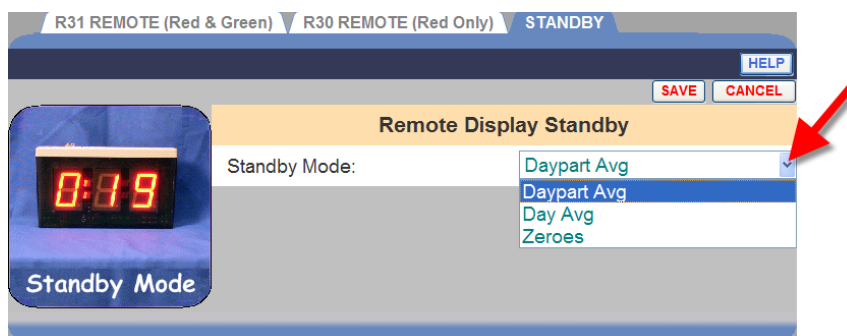 R31 REMOTE (Red & Green) R30 REMOTE (Red Only) STANDBY
HELP
SAVE CANCEL
Remote Display Standby
Standby Mode: Daypart Avg
Daypart Avg
Day Avg
Zeroes
0:19
Standby Mode